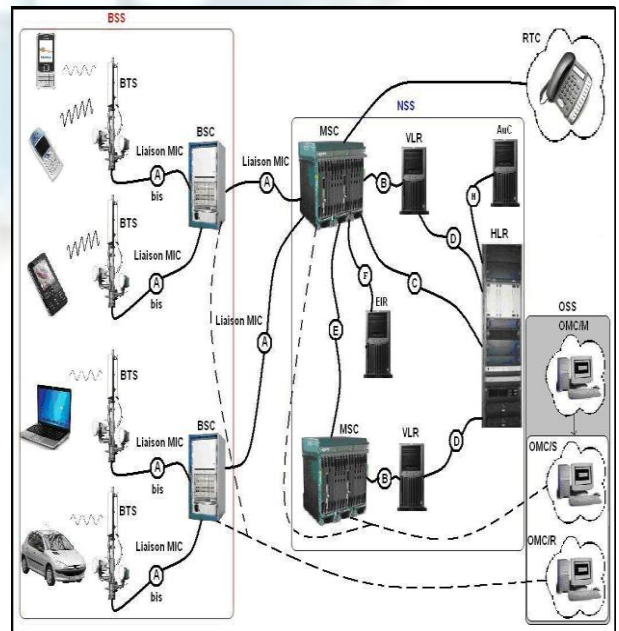 BSS
RTC
BTS
NSS
MSC
VLR
AuC
BSC
Liaison MIC
Liaison MIC
A
A
B
H
bis
BTS
D
HLR
Liaison MIC
F
C
A
bis
EIR
OSS
OMC/M
Liaison MIC
E
A
BTS
BSC
MSC
VLR
D
Liaison MIC
OMC/S
A
B
bis
BTS
OMC/R
Liaison MIC
A
bis